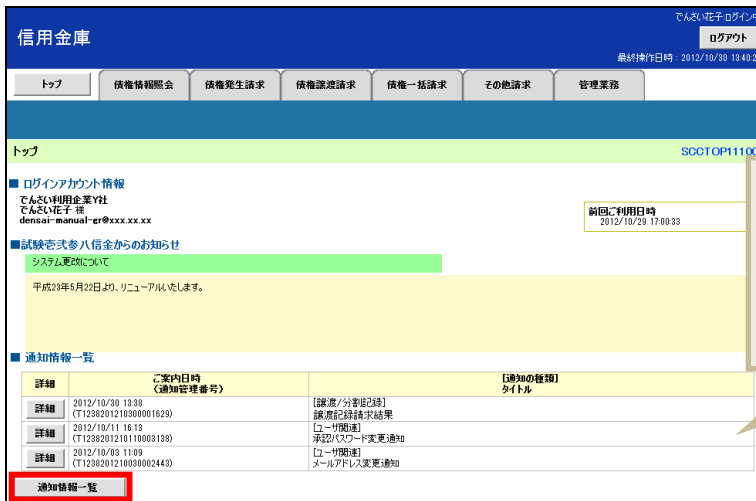 でんさい花子:ログイン中
信用金庫
ログアウト
最終操作日時：2012/10/30 13:40:2
トップ 債権情報照会 債権発生請求 債権譲渡請求 債権一括請求 その他請求 管理業務
トップ SCCTOP11100
■ ログインアカウント情報
でんさい利用企業Y社
でんさい花子 様
densai-manual-gr@xxx.xx.xx
前回ご利用日時
2012/10/29 17:00:33
■試験壱弐参八信金からのお知らせ
システム更改について
平成23年5月22日より、リニューアルいたします。
■ 通知情報一覧
詳細 ご案内日時 （通知管理番号） [通知の種類] タイトル
詳細 2012/10/30 13:38 [譲渡/分割記録]
(T1238201210300001629) 譲渡記録請求結果
詳細 2012/10/11 16:13 [ユーザ関連]
(T1238201210110003138) 承認パスワード変更通知
詳細 2012/10/03 11:09 [ユーザ関連]
(T1238201210030002443) メールアドレス変更通知
通知情報一覧